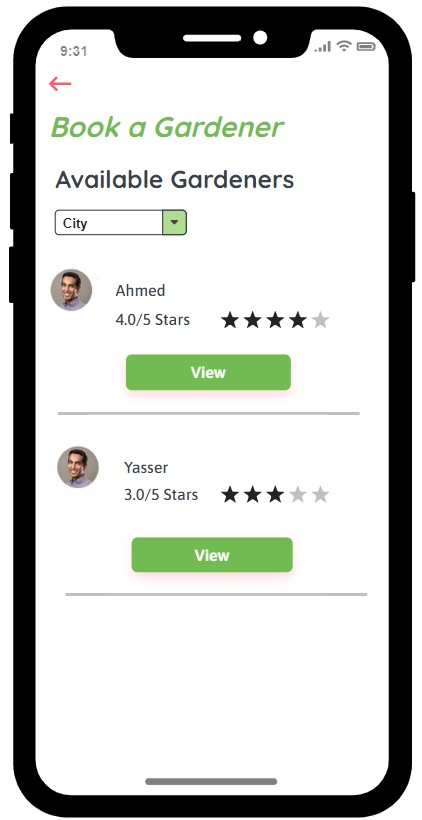 9:31
Book a Gardener
Available Gardeners
City
Ahmed
4.0/5 Stars
View
Yasser
3.0/5 Stars
View